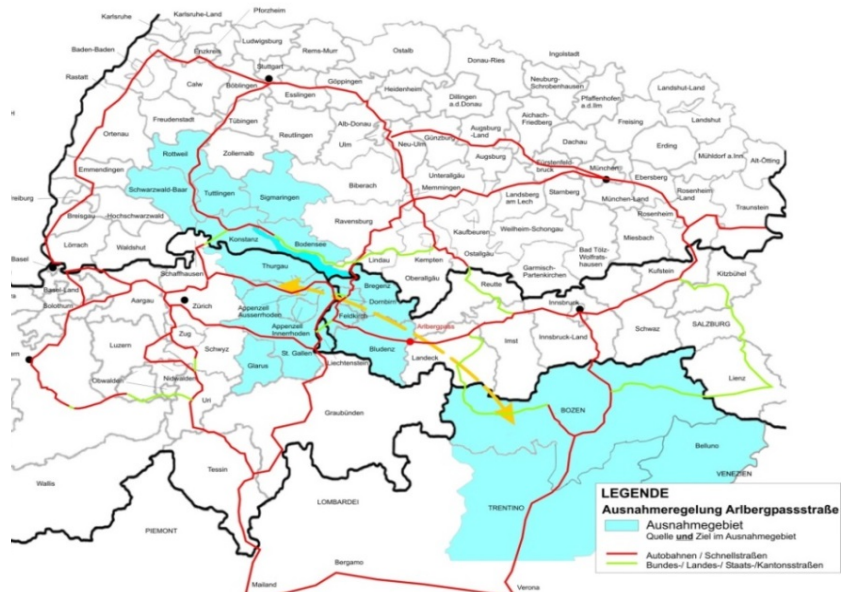 Karlsruhe
Karlsruhe-Land
Pforzheim
Baden-Baden
Enzkreis
Ludwigsburg
Rems-Murr
Ostalb
Donau-Ries
Ingolstadt
Rastatt
Calw
Stuttgart
Böblingen
Esslingen
Göppingen
Heidenheim
Dillingen
a.d.Donau
Neuburg-
Schrobenhausen
Pfaffenhofen
a.d.Ilm
Landshut-Land
Freudenstadt
Tübingen
Reutlingen
Alb-Donau
Ulm
Neu-Ulm
Günzburg
Augsburg
-Land
Aichach-
Friedberg
Freising
Landshut
Ortenau
Rottweil
Zollernalb
Augsburg
Dachau
Erding
Mühldorf a.Inn
Alt-Ötting
Emmendingen
Schwarzwald-Baar
Tuttlingen
Sigmaringen
Biberach
Unterallgäu
Memmingen
Fürstenfeld-
bruck
München
Ebersberg
Landsberg
am Lech
Starnberg
München-Land
Rosenheim
-Land
Rosenheim
Traunstein
Freiburg
Breisgau
Hochschwarzwald
Ravensburg
Kaufbeuren
Weilheim-Schongau
Miesbach
Lörrach
Waldshut
Konstanz
Bodensee
Lindau
Kempten
Ostallgäu
Bad Tölz-
Wolfrats-
hausen
Basel
Basel-Land
Schaffhausen
Thurgau
Bregenz
Oberallgäu
Garmisch-
Partenkirchen
Kufstein
Kitzbühel
Solothurn
Aargau
Zürich
Appenzell
Ausserrhoden
Dornbirn
Reutte
Innsbruck
Feldkirch
Arlbergpass
Schwaz
SALZBURG
Zug
Appenzell
Innerrhoden
Bludenz
Imst
Innsbruck-Land
Luzern
Schwyz
Glarus
St. Gallen
Liechtenstein
Landeck
Lienz
Obwalden
Nidwalden
Uri
Graubünden
BOZEN
Belluno
Wallis
Tessin
VENEZIEN
TRENTINO
LOMBARDEI
PIEMONT
Bergamo
Mailand
Verona
LEGENDE
Ausnahmeregelung Arlbergpassstraße
Ausnahmegebiet
Quelle und Ziel im Ausnahmegebiet
Autobahnen / Schnellstraßen
Bundes-/ Landes-/ Staats-/Kantonsstraßen